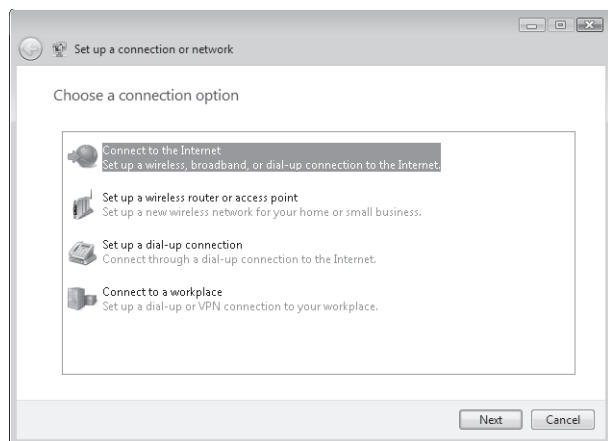 Set up a connection or network
Choose a connection option
Connect to the Internet
Set up a wireless, broadband, or dial-up connection to the Internet.
Set up a wireless router or access point
Set up a new wireless network for your home or small business.
Set up a dial-up connection
Connect through a dial-up connection to the Internet.
Connect to a workplace
Set up a dial-up or VPN connection to your workplace.
Next Cancel